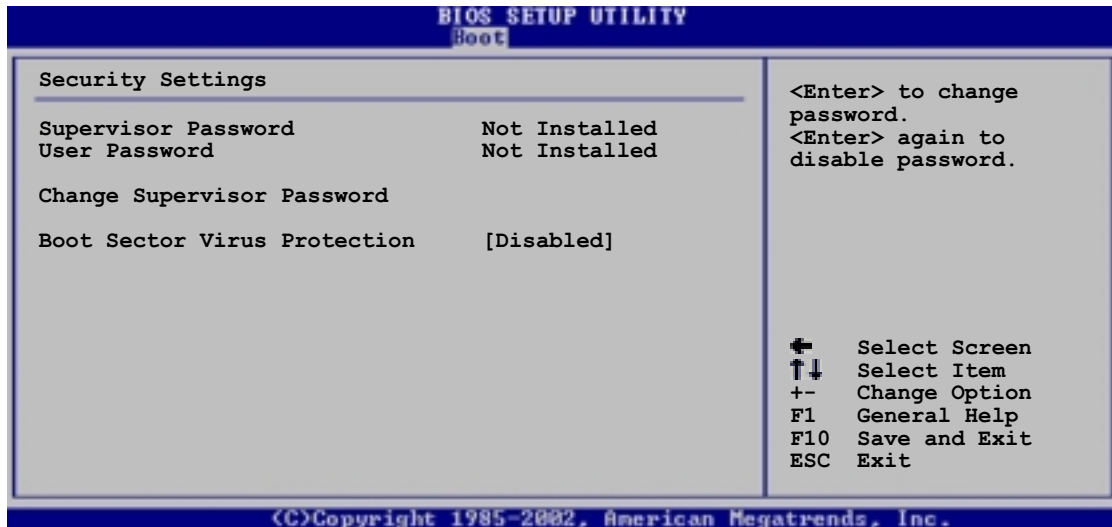 BIOS SETUP UTILITY
Boot
Security Settings
Supervisor Password Not Installed
User Password Not Installed
Change Supervisor Password
Boot Sector Virus Protection [Disabled]
<Enter> to change
password.
<Enter> again to
disable password.
← Select Screen
↑↓ Select Item
+- Change Option
F1 General Help
F10 Save and Exit
ESC Exit
(C)Copyright 1985-2002, American Megatrends, Inc.